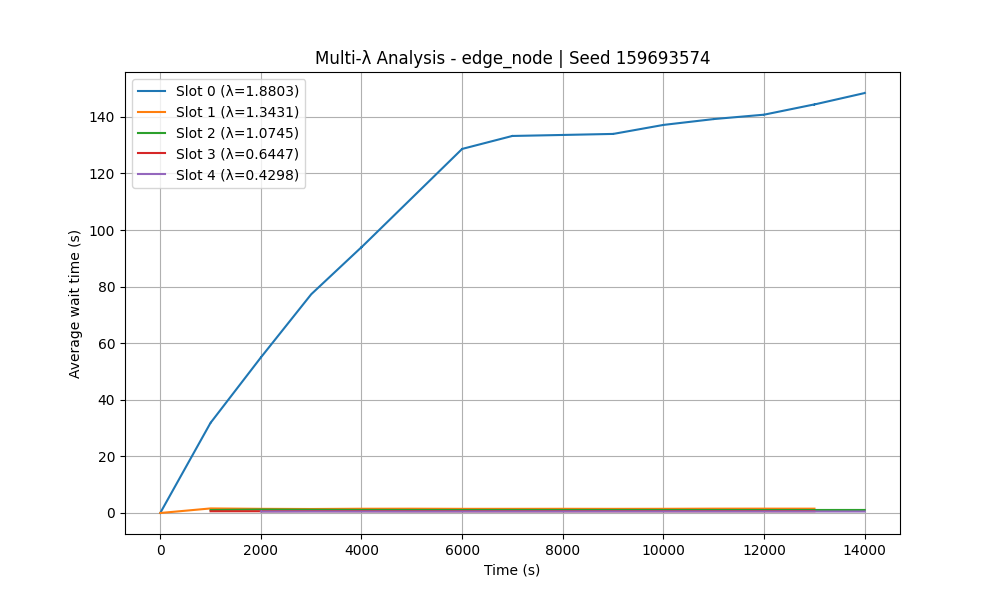 Multi-λ Analysis - edge_node | Seed 159693574
Slot 0 (λ=1.8803)
Slot 1 (λ=1.3431)
Slot 2 (λ=1.0745)
Slot 3 (λ=0.6447)
Slot 4 (λ=0.4298)
Average wait time (s)
140
120
100
80
60
40
20
0
0 2000 4000 6000 8000 10000 12000 14000
Time (s)